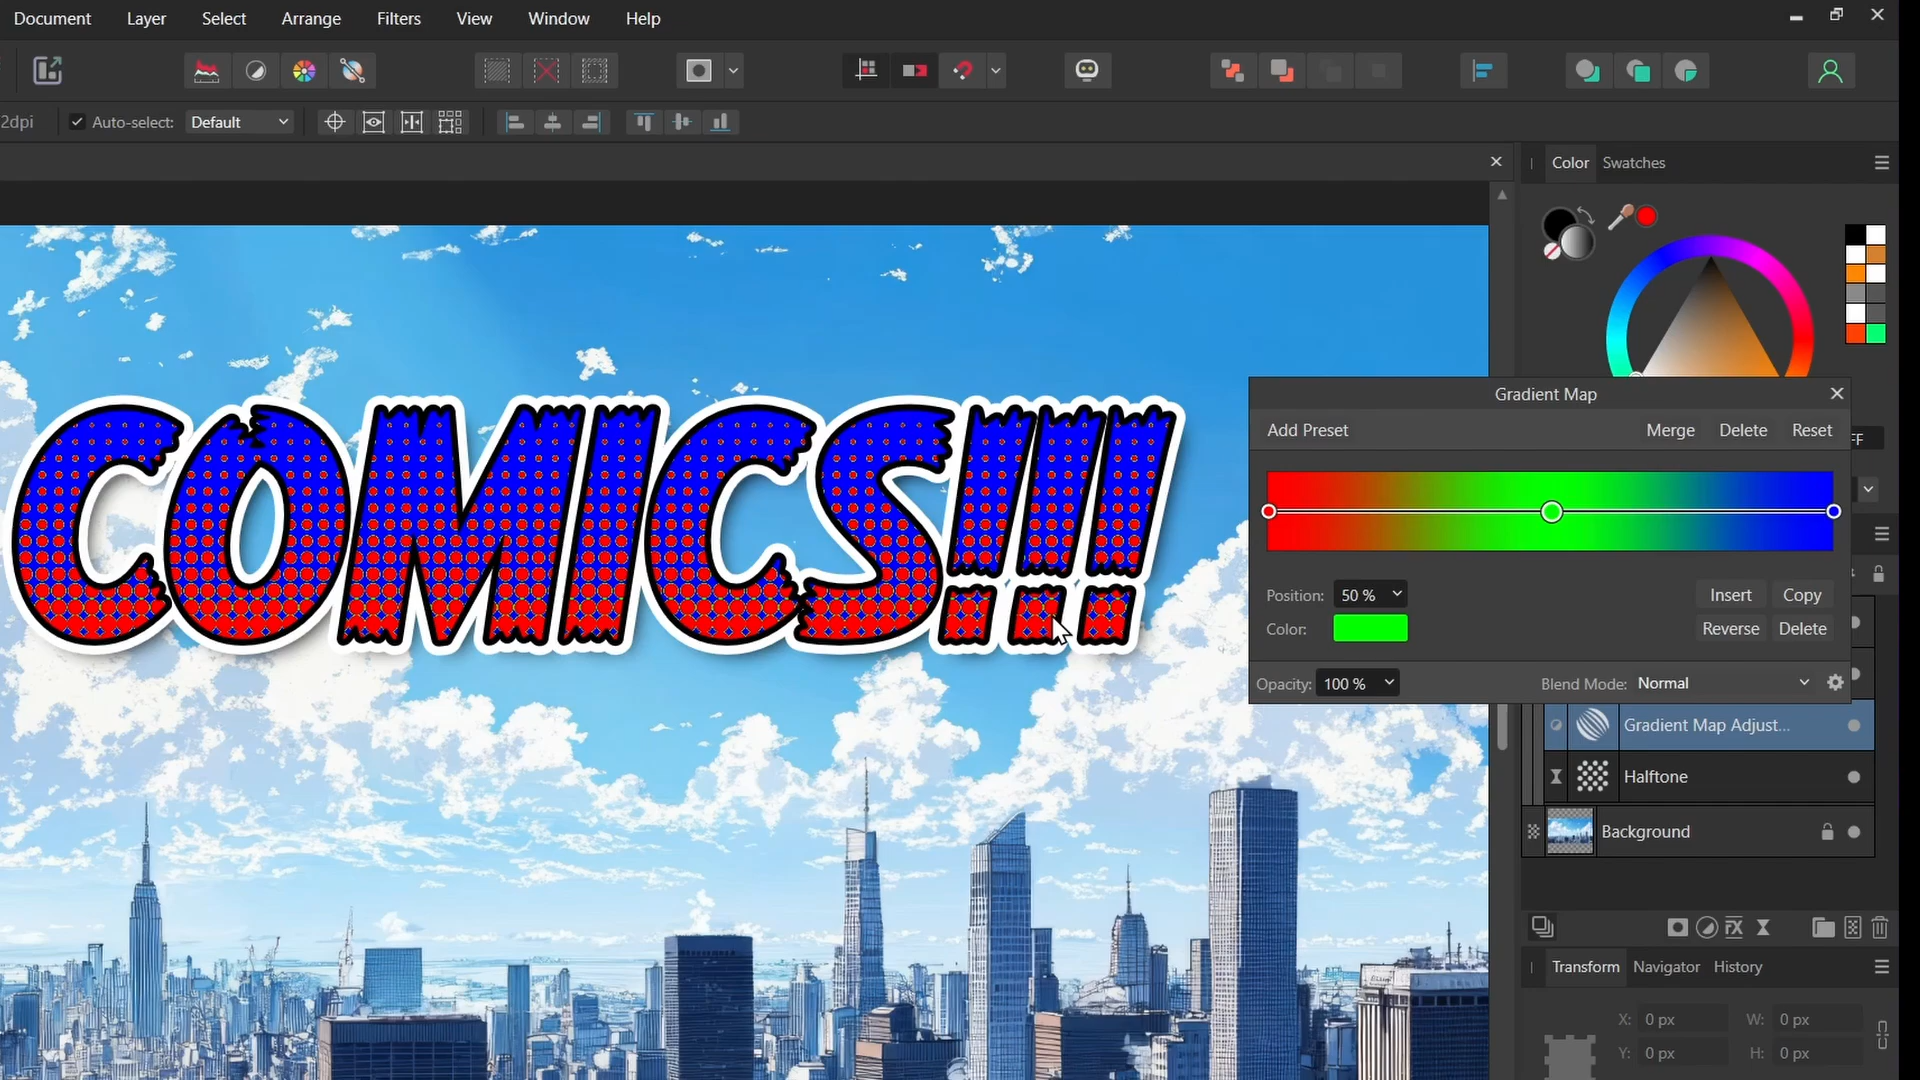 Document Layer Select Arrange Filters View Window Help
2dpi Auto-select: Default
Color Swatches
COMICS!!!
Gradient Map
Add Preset Merge Delete Reset
FF
Position: 50 % Insert Copy
Color: Reverse Delete
Opacity: 100 % Blend Mode: Normal
Gradient Map Adjust...
Halftone
Background
FX
Transform Navigator History
X: 0 px W: 0 px
Y: 0 px H: 0 px